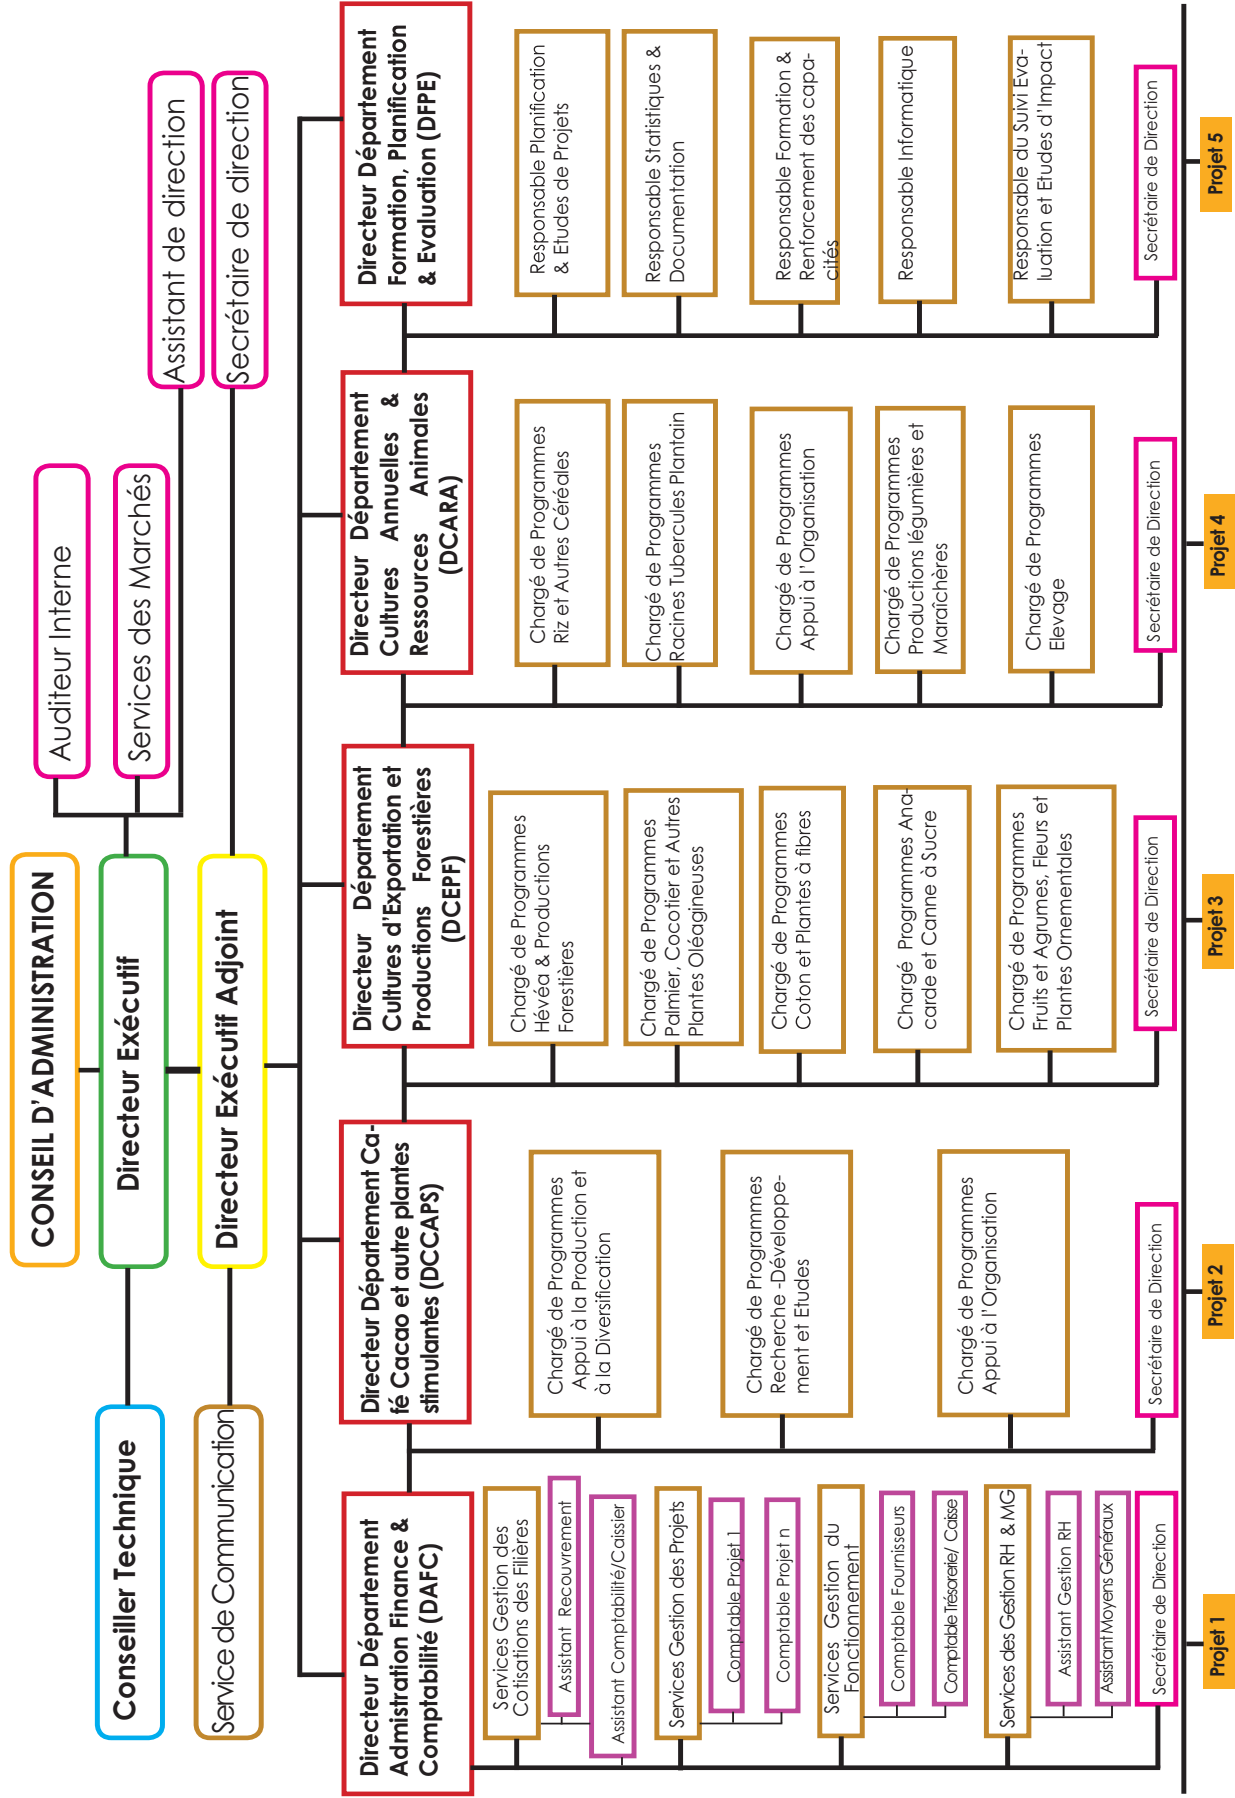 CONSEIL D’ADMINISTRATION
Auditeur Interne
Directeur Exécutif
Services des Marchés
Conseiller Technique
Assistant de direction
Directeur Exécutif Adjoint
Secrétaire de direction
Service de Communication
Directeur Département
Admistration Finance &
Comptabilité (DAFC)
Services Gestion des
Cotisations des Filières
Assistant Recouvrement
Assistant Comptabilité/Caissier
Services Gestion des Projets
Comptable Projet 1
Comptable Projet n
Services Gestion du
Fonctionnement
Comptable Fournisseurs
Comptable Trésorerie/ Caisse
Services des Gestion RH & MG
Assistant Gestion RH
Assistant Moyens Généraux
Secrétaire de Direction
Projet 1
Directeur Département Ca-
fé Cacao et autre plantes
stimulantes (DCCAPS)
Chargé de Programmes
Appui à la Production et
à la Diversification
Chargé de Programmes
Recherche -Développe-
ment et Etudes
Chargé de Programmes
Appui à l’Organisation
Secrétaire de Direction
Projet 2
Directeur Département
Cultures d’Exportation et
Productions Forestières
(DCEPF)
Chargé de Programmes
Hévéa & Productions
Forestières
Chargé de Programmes
Palmier, Cocotier et Autres
Plantes Oléagineuses
Chargé de Programmes
Coton et Plantes à fibres
Chargé Programmes Ana-
carde et Canne à Sucre
Chargé de Programmes
Fruits et Agrumes, Fleurs et
Plantes Ornementales
Secrétaire de Direction
Projet 3
Directeur Département
Cultures Annuelles &
Ressources Animales
(DCARA)
Chargé de Programmes
Riz et Autres Céréales
Chargé de Programmes
Racines Tubercules Plantain
Chargé de Programmes
Appui à l’Organisation
Chargé de Programmes
Productions légumières et
Maraîchères
Chargé de Programmes
Elevage
Secrétaire de Direction
Projet 4
Directeur Département
Formation, Planification
& Evaluation (DFPE)
Responsable Planification
& Etudes de Projets
Responsable Statistiques &
Documentation
Responsable Formation &
Renforcement des capa-
cités
Responsable Informatique
Responsable du Suivi Eva-
luation et Etudes d’Impact
Secrétaire de Direction
Projet 5